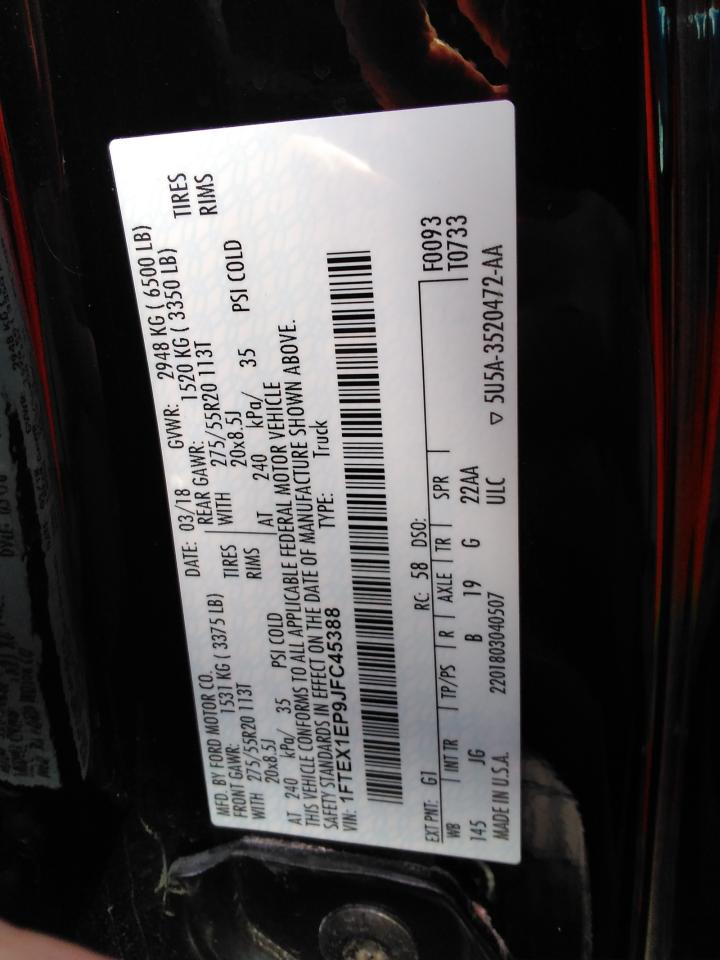 MFD. BY FORD MOTOR CO.
DATE: 03/18 GVWR: 2948 KG ( 6500 LB)
FRONT GAWR: 1531 KG ( 3375 LB) REAR GAWR: 1520 KG ( 3350 LB)
WITH 275/55R20 113T TIRES WITH 275/55R20 113T TIRES
20x8.5J RIMS 20x8.5J RIMS
AT 240 kPa/ 35 PSI COLD AT 240 kPa/ 35 PSI COLD
THIS VEHICLE CONFORMS TO ALL APPLICABLE FEDERAL MOTOR VEHICLE
SAFETY STANDARDS IN EFFECT ON THE DATE OF MANUFACTURE SHOWN ABOVE.
VIN: 1FTEX1EP9JFC45388 TYPE: Truck
EXT PNT: G1 RC: 58 DSO: F0093
WB INT TR TP/PS R AXLE TR SPR T0733
145 JG B 19 G 22AA
MADE IN U.S.A. 2201803040507 ULC ▽ 5U5A-3520472-AA